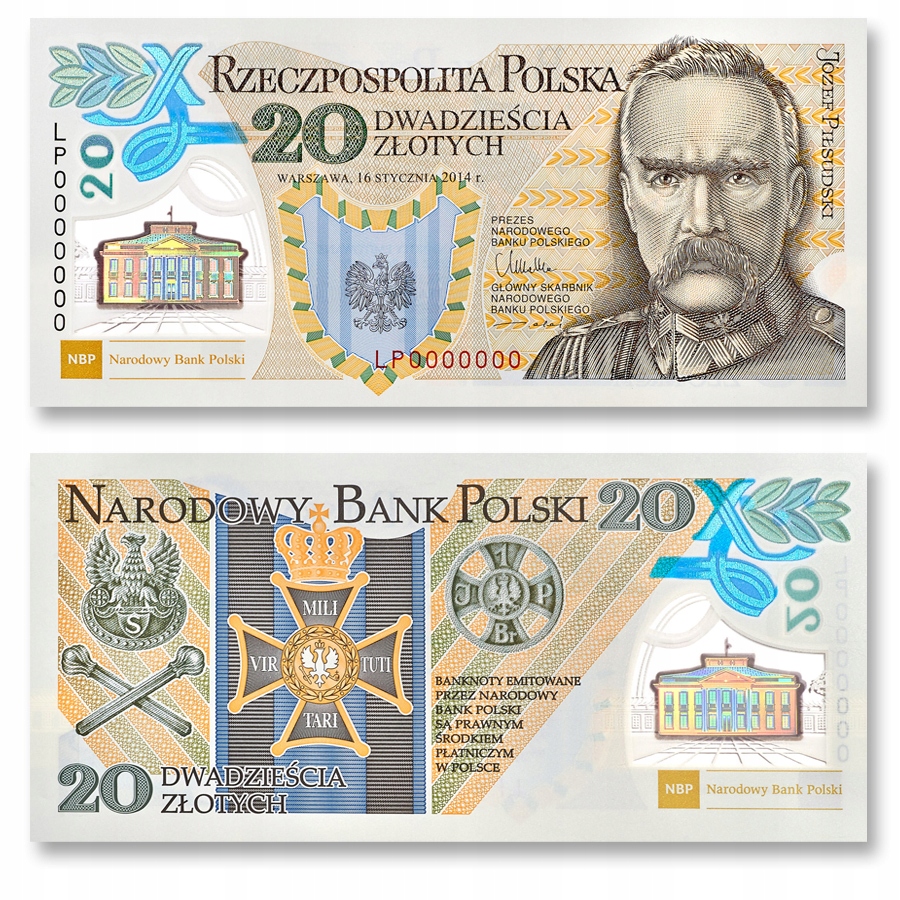 RZECZPOSPOLITA POLSKA
20 DWADZIEŚCIA
ZŁOTYCH
WARSZAWA, 16 STYCZNIA 2014 r.
20
LP0000000
JÓZEF PIŁSUDSKI
PREZES
NARODOWEGO
BANKU POLSKIEGO
GŁÓWNY SKARBNIK
NARODOWEGO
BANKU POLSKIEGO
LP0000000
NBP Narodowy Bank Polski
NARODOWY BANK POLSKI 20
20
S
MILI
VIR TUTI
TARI
1
J P
Br
BANKNOTY EMITOWANE
PRZEZ NARODOWY
BANK POLSKI
SĄ PRAWNYM
ŚRODKIEM
PŁATNICZYM
W POLSCE
20 DWADZIEŚCIA
ZŁOTYCH
NBP Narodowy Bank Polski